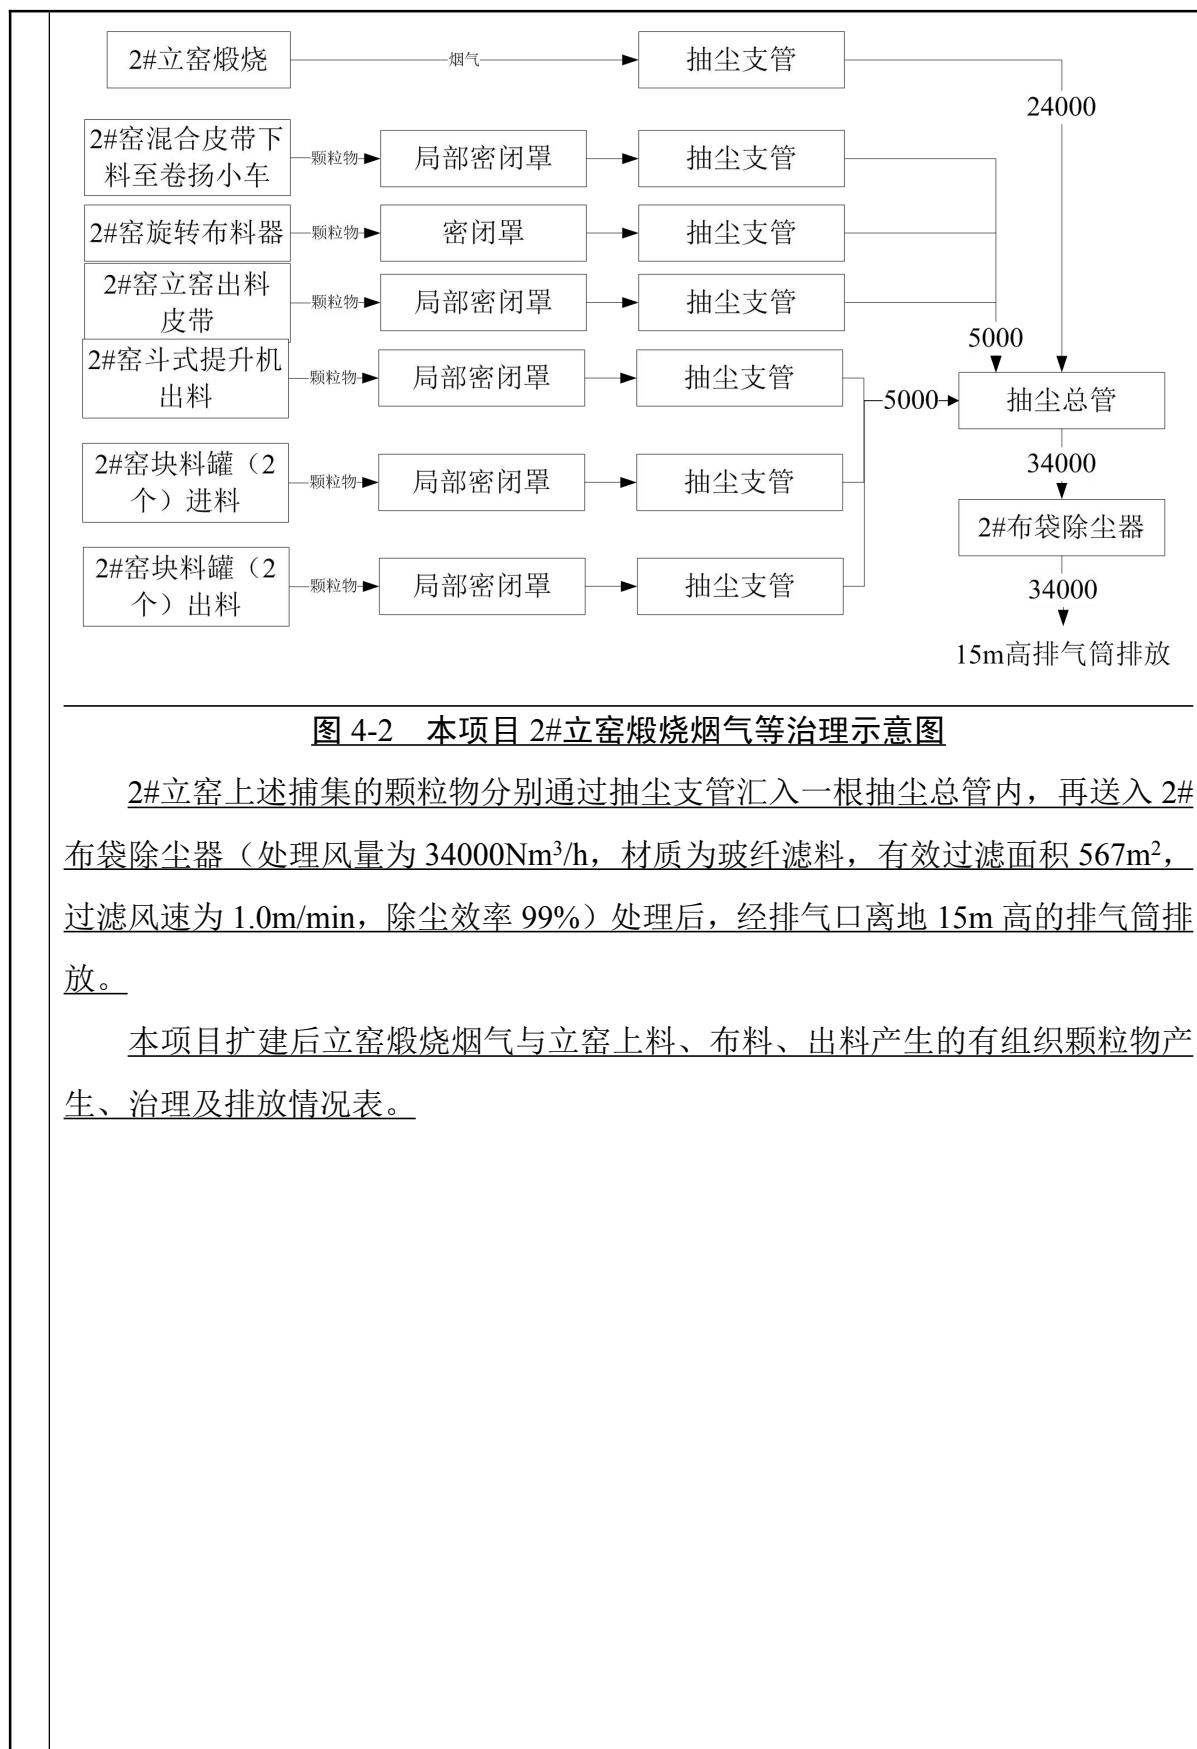 2#立窑煅烧
烟气
抽尘支管
24000
2#窑混合皮带下
料至卷扬小车
颗粒物
局部密闭罩
抽尘支管
2#窑旋转布料器
颗粒物
密闭罩
抽尘支管
2#窑立窑出料
皮带
颗粒物
局部密闭罩
抽尘支管
5000
2#窑斗式提升机
出料
颗粒物
局部密闭罩
抽尘支管
5000
抽尘总管
2#窑块料罐（2
个）进料
颗粒物
局部密闭罩
抽尘支管
34000
2#布袋除尘器
2#窑块料罐（2
个）出料
颗粒物
局部密闭罩
抽尘支管
34000
15m高排气筒排放
图 4-2 本项目 2#立窑煅烧烟气等治理示意图
2#立窑上述捕集的颗粒物分别通过抽尘支管汇入一根抽尘总管内，再送入 2#
布袋除尘器（处理风量为 34000Nm³/h，材质为玻纤滤料，有效过滤面积 567m²，
过滤风速为 1.0m/min，除尘效率 99%）处理后，经排气口离地 15m 高的排气筒排
放。
本项目扩建后立窑煅烧烟气与立窑上料、布料、出料产生的有组织颗粒物产
生、治理及排放情况表。